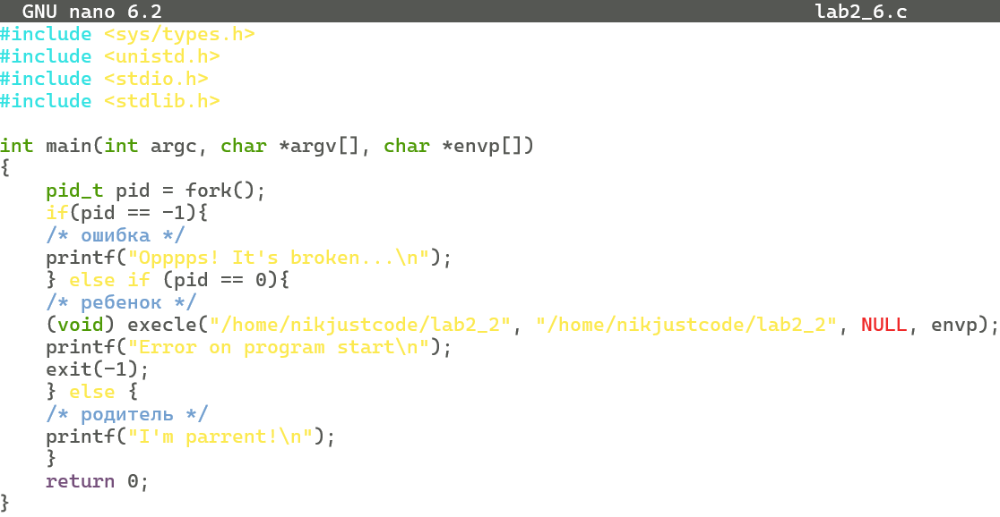 GNU nano 6.2 lab2_6.c
#include <sys/types.h>
#include <unistd.h>
#include <stdio.h>
#include <stdlib.h>

int main(int argc, char *argv[], char *envp[])
{
    pid_t pid = fork();
    if(pid == -1){
    /* ошибка */
    printf("Opppps! It's broken...\n");
    } else if (pid == 0){
    /* ребенок */
    (void) execle("/home/nikjustcode/lab2_2", "/home/nikjustcode/lab2_2", NULL, envp);
    printf("Error on program start\n");
    exit(-1);
    } else {
    /* родитель */
    printf("I'm parrent!\n");
    }
    return 0;
}